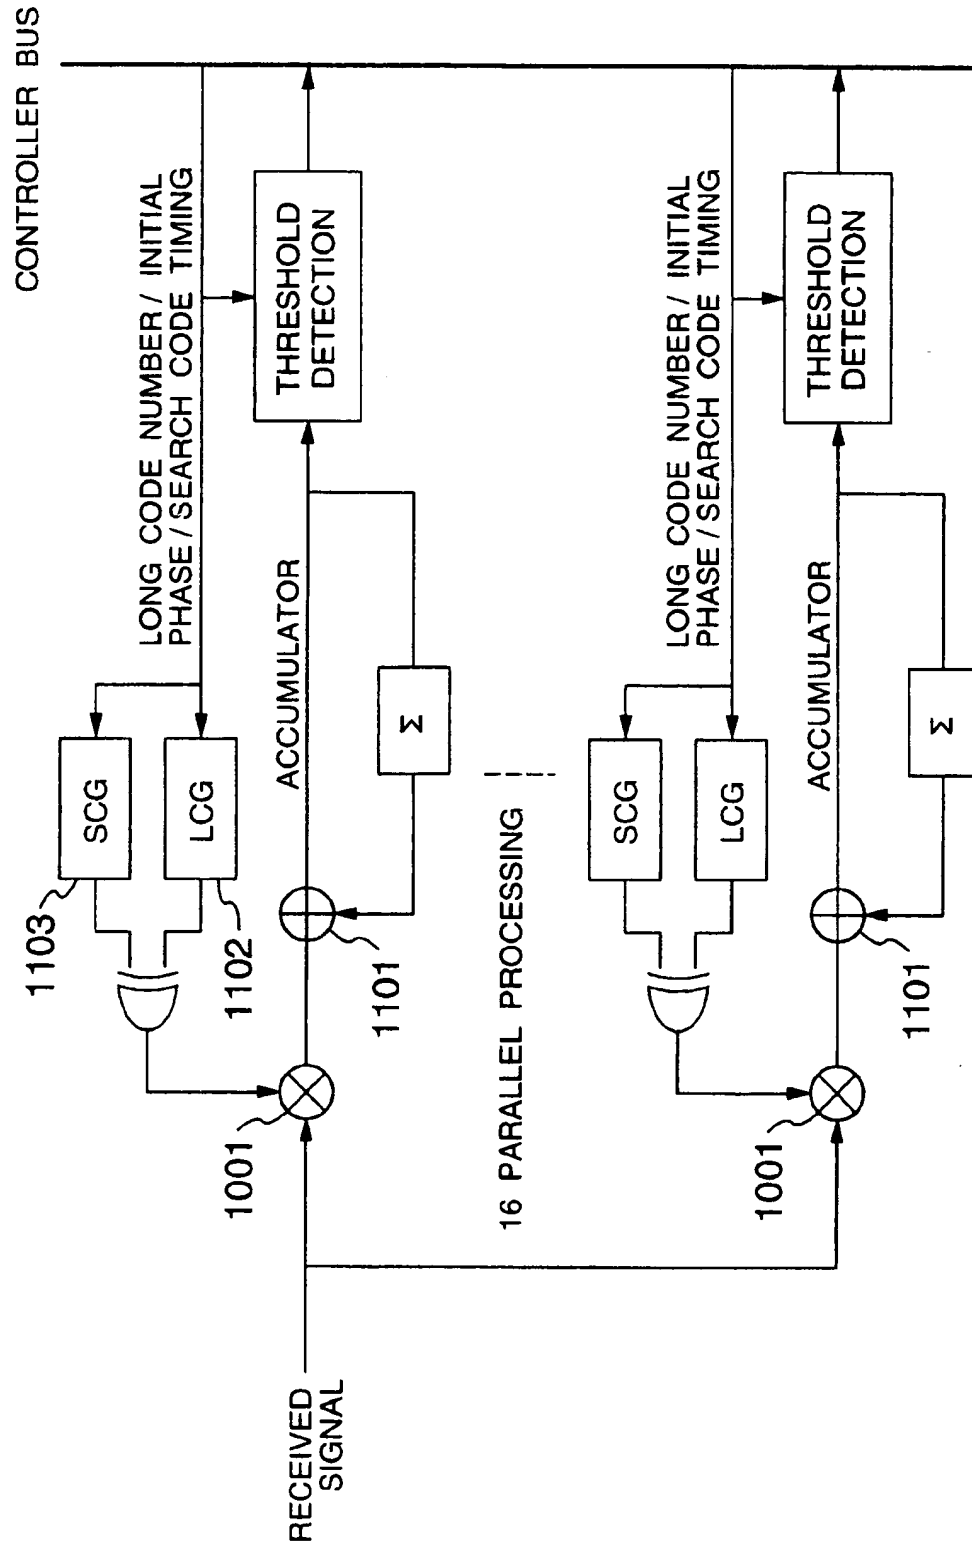 CONTROLLER BUS
LONG CODE NUMBER / INITIAL
PHASE / SEARCH CODE TIMING
1103
SCG
LCG
1102
THRESHOLD
DETECTION
ACCUMULATOR
Σ
1101
1001
RECEIVED
SIGNAL
16 PARALLEL PROCESSING
LONG CODE NUMBER / INITIAL
PHASE / SEARCH CODE TIMING
SCG
LCG
THRESHOLD
DETECTION
ACCUMULATOR
Σ
1101
1001